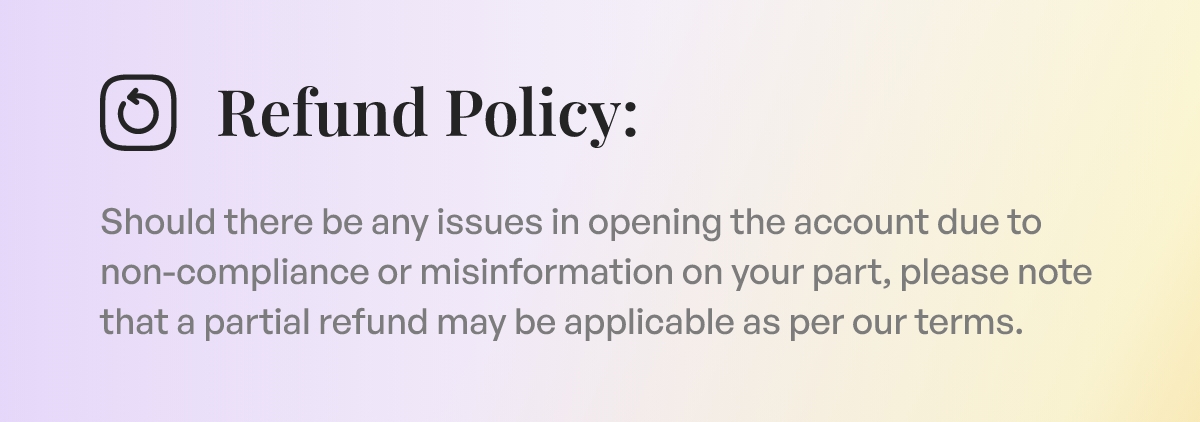 Refund Policy:
Should there be any issues in opening the account due to
non-compliance or misinformation on your part, please note
that a partial refund may be applicable as per our terms.